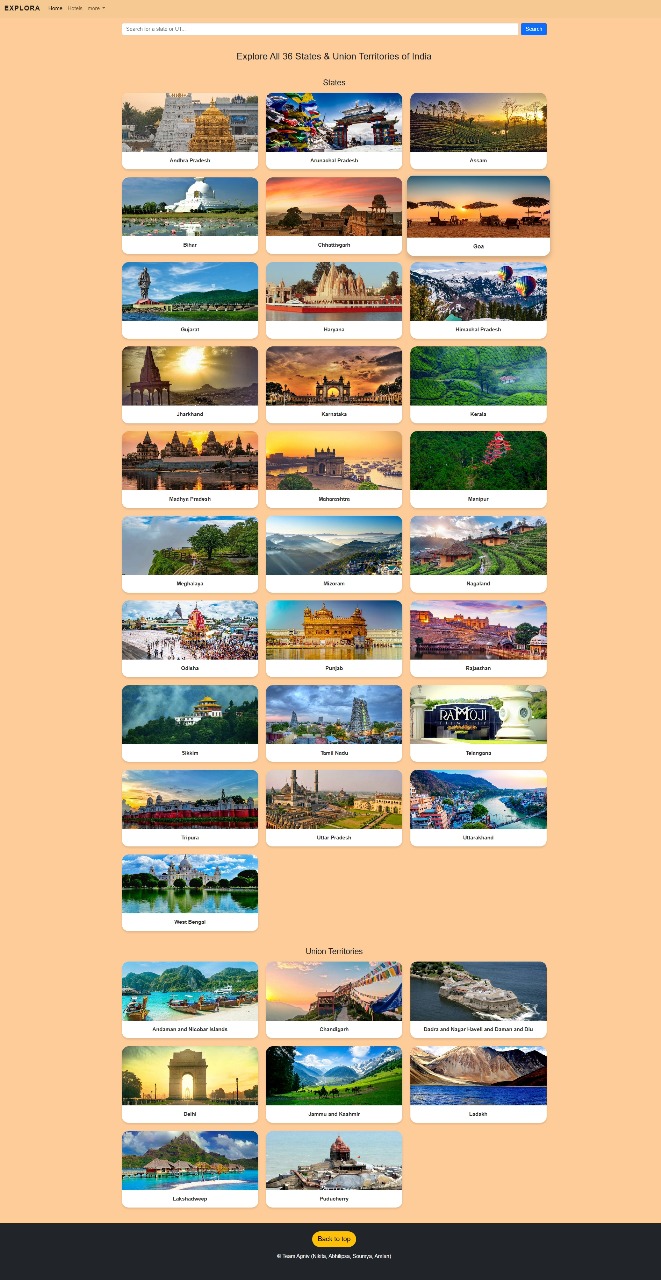 EXPLORA Home Hotels more
Search for a state or UT... Search
Explore All 36 States & Union Territories of India
States
Andhra Pradesh Arunachal Pradesh Assam
Bihar Chhattisgarh Goa
Gujarat Haryana Himachal Pradesh
Jharkhand Karnataka Kerala
Madhya Pradesh Maharashtra Manipur
Meghalaya Mizoram Nagaland
Odisha Punjab Rajasthan
RAMOJI
Sikkim Tamil Nadu Telangana
Tripura Uttar Pradesh Uttarakhand
West Bengal
Union Territories
Andaman and Nicobar Islands Chandigarh Dadra and Nagar Haveli and Daman and Diu
Delhi Jammu and Kashmir Ladakh
Lakshadweep Puducherry
Back to top
© Team Agniv (Nikita, Abhilipsa, Soumya, Amlan)